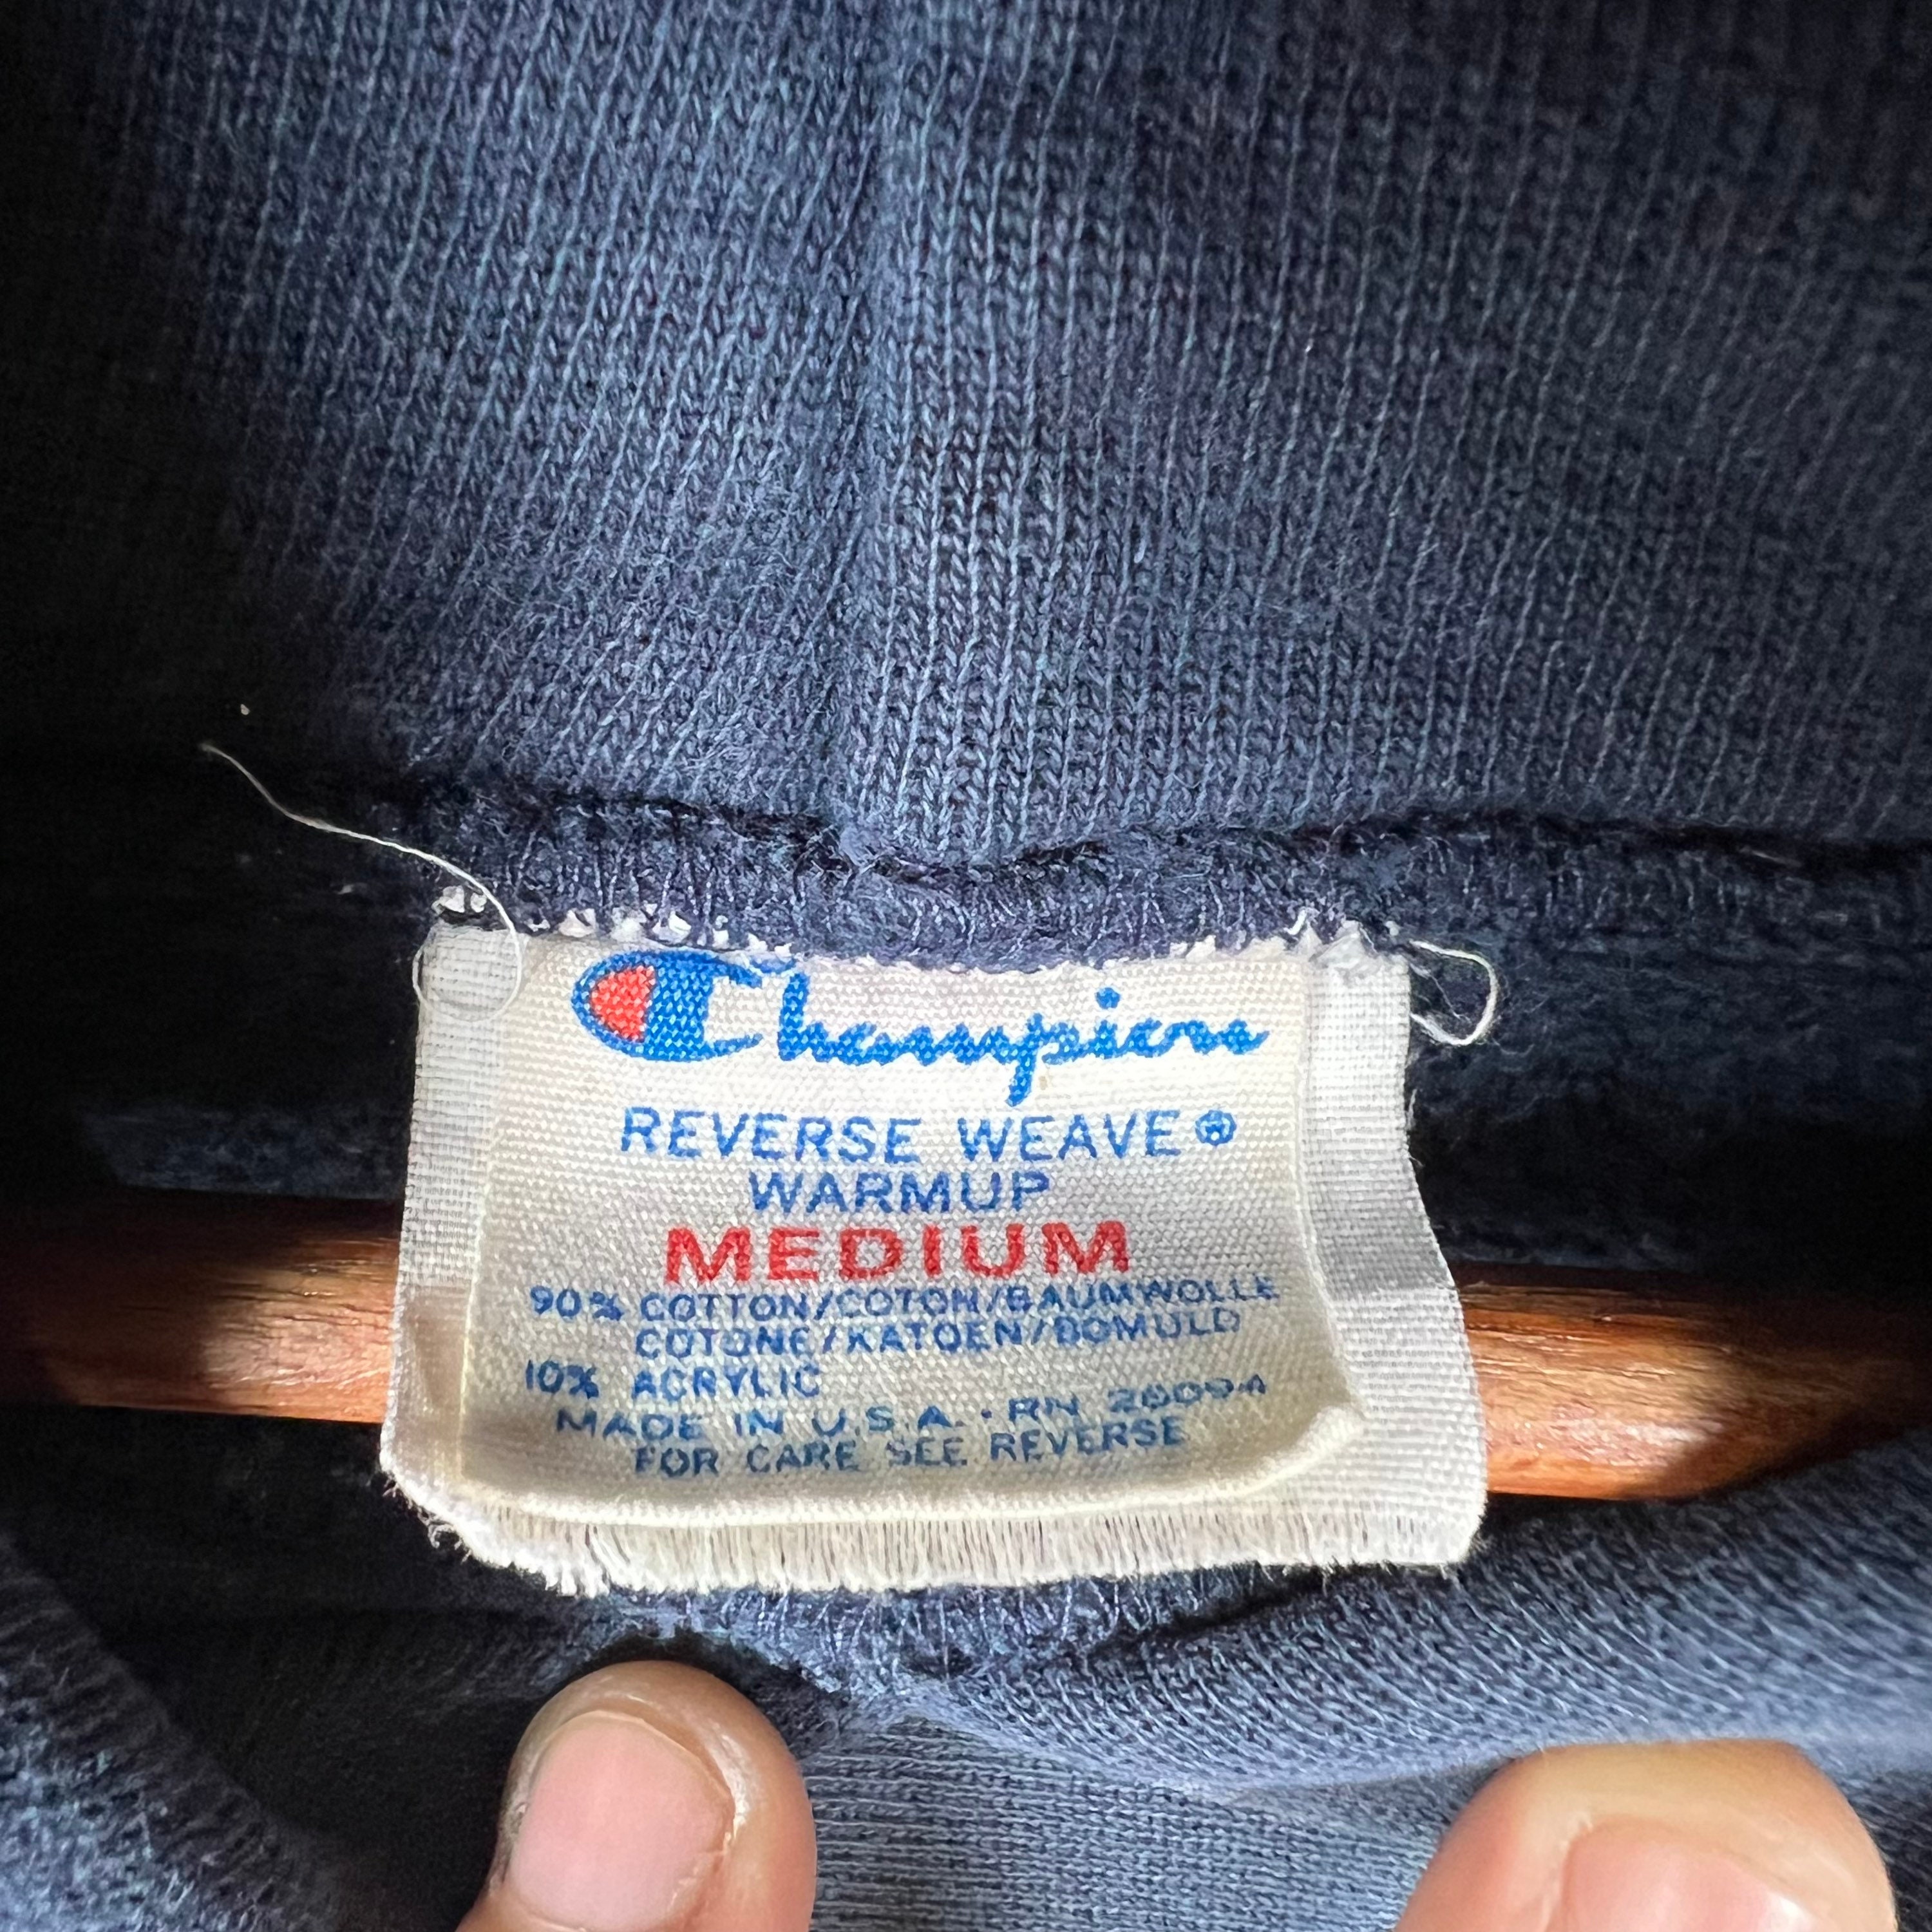 Champion
REVERSE WEAVE®
WARMUP
MEDIUM
90% COTTON/COTON/BAUMWOLLE
COTONE/KATOEN/BOMULD
10% ACRYLIC
MADE IN U.S.A. · RN 26094
FOR CARE SEE REVERSE